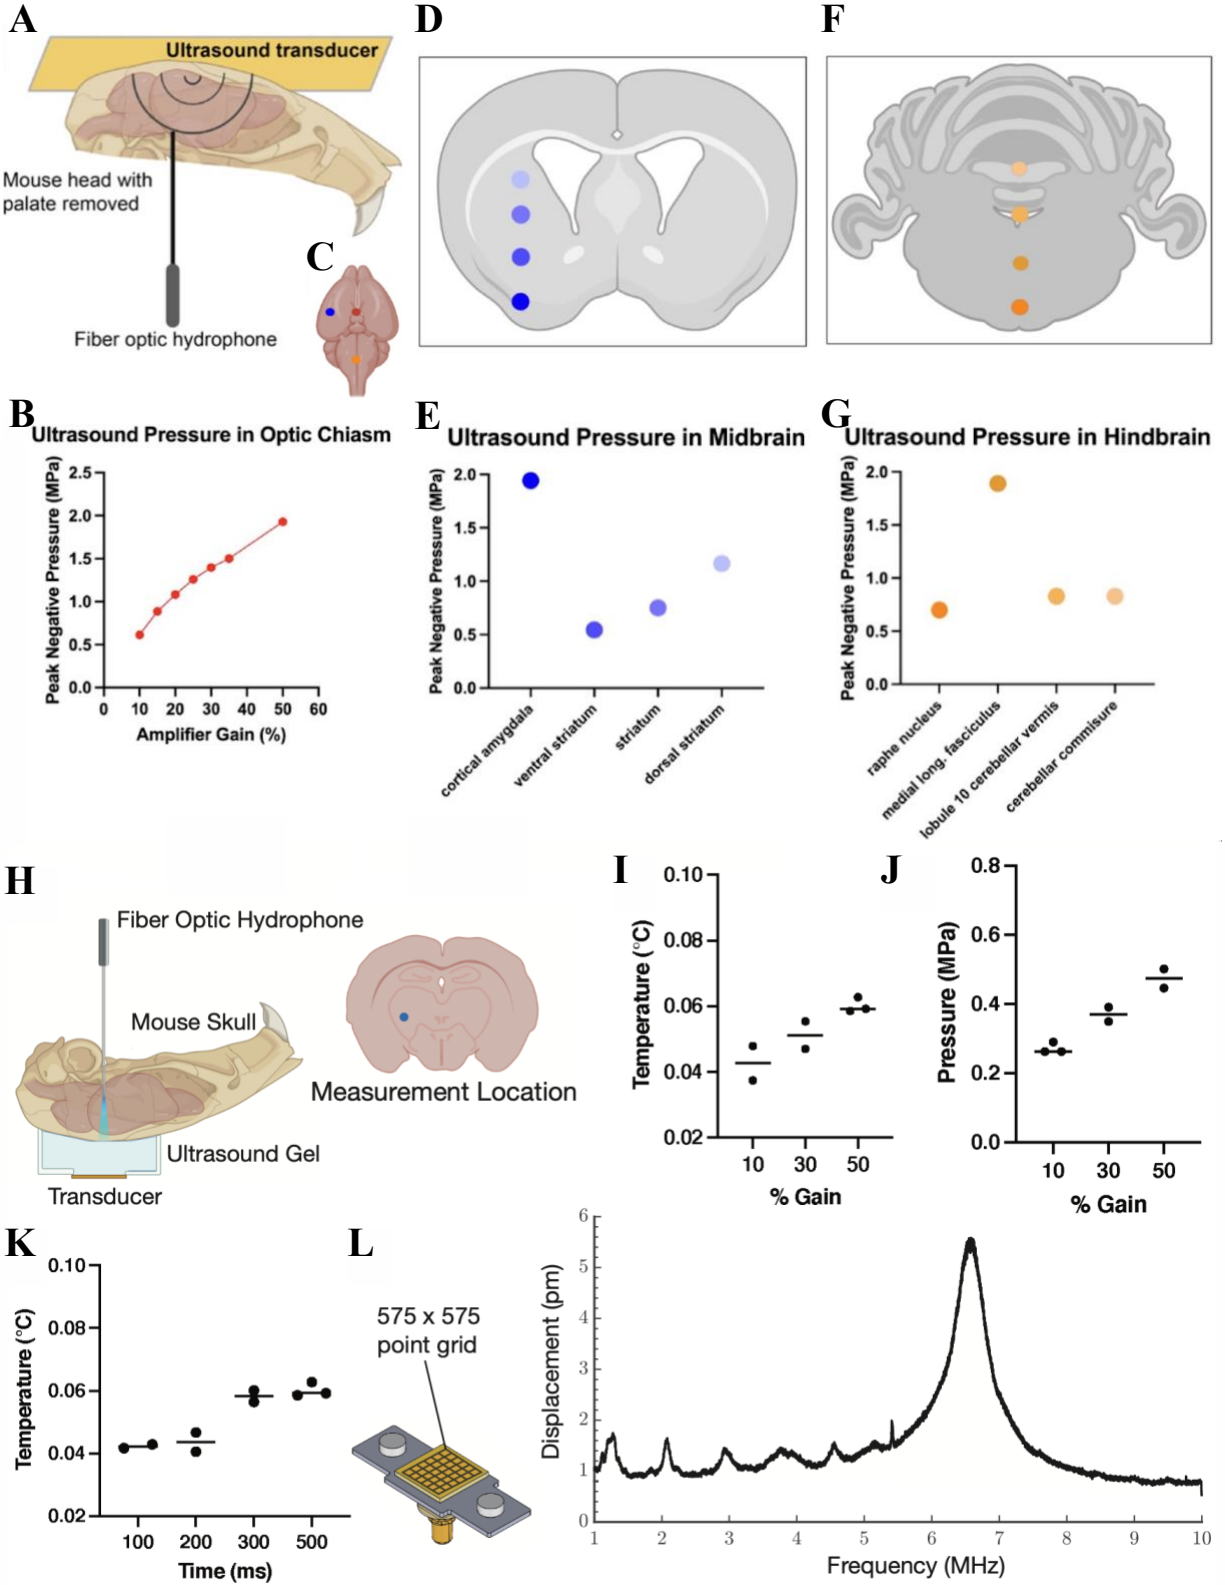 A
Ultrasound transducer
Mouse head with
palate removed
Fiber optic hydrophone
C
D
F
B
Ultrasound Pressure in Optic Chiasm
Peak Negative Pressure (MPa)
2.5
2.0
1.5
1.0
0.5
0.0
0 10 20 30 40 50 60
Amplifier Gain (%)
E
Ultrasound Pressure in Midbrain
Peak Negative Pressure (MPa)
2.0
1.5
1.0
0.5
0.0
cortical amygdala
ventral striatum
striatum
dorsal striatum
G
Ultrasound Pressure in Hindbrain
Peak Negative Pressure (MPa)
2.0
1.5
1.0
0.5
0.0
raphe nucleus
medial long. fasciculus
lobule 10 cerebellar vermis
cerebellar commisure
H
Fiber Optic Hydrophone
Mouse Skull
Measurement Location
Ultrasound Gel
Transducer
I
Temperature (°C)
0.10
0.08
0.06
0.04
0.02
10 30 50
% Gain
J
Pressure (MPa)
0.8
0.6
0.4
0.2
0.0
10 30 50
% Gain
K
Temperature (°C)
0.10
0.08
0.06
0.04
0.02
100 200 300 500
Time (ms)
L
575 x 575
point grid
Displacement (pm)
6
5
4
3
2
1
0
1 2 3 4 5 6 7 8 9 10
Frequency (MHz)